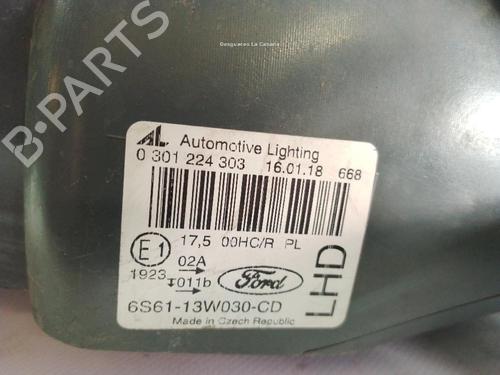 Desguaces La Cabaña
B-PARTS
AL Automotive Lighting
0 301 224 303 16.01.18 668
E1 17,5 00HC/R PL
02A
1923 011b Ford
6S61-13W030-CD
Made in Czech Republic
LHD